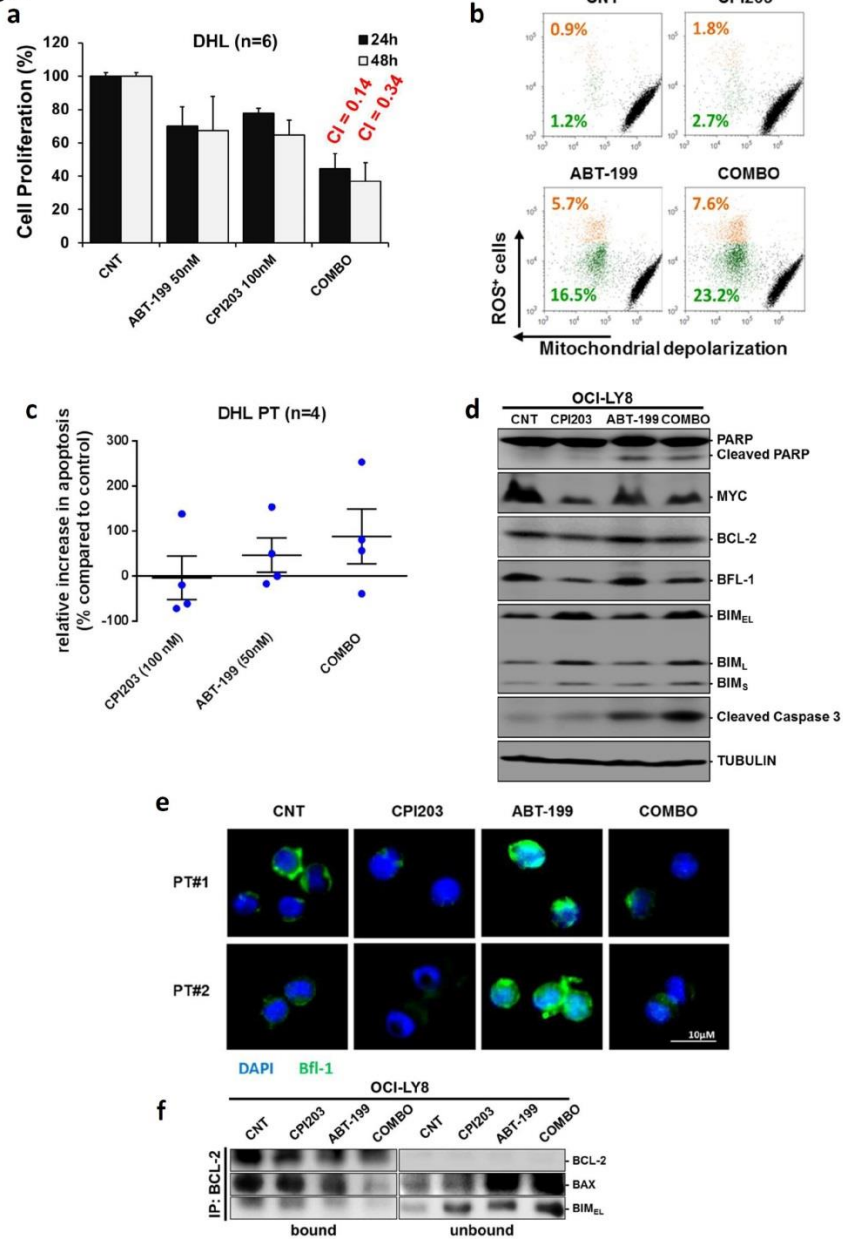 a
DHL (n=6)
24h
48h
Cell Proliferation (%)
120
100
80
60
40
20
0
CI = 0.14
CI = 0.34
CNT
ABT-199 50nM
CPI203 100nM
COMBO
b
CNT
CPI203
0.9%
1.2%
1.8%
2.7%
ABT-199
COMBO
5.7%
16.5%
7.6%
23.2%
ROS+ cells
Mitochondrial depolarization
c
DHL PT (n=4)
relative increase in apoptosis
(% compared to control)
300
200
100
0
-100
CPI203 (100 nM)
ABT-199 (50nM)
COMBO
d
OCI-LY8
CNT CPI203 ABT-199 COMBO
PARP
Cleaved PARP
MYC
BCL-2
BFL-1
BIMEL
BIML
BIMS
Cleaved Caspase 3
TUBULIN
e
CNT CPI203 ABT-199 COMBO
PT#1
PT#2
10µM
DAPI Bfl-1
f
OCI-LY8
CNT CPI203 ABT-199 COMBO CNT CPI203 ABT-199 COMBO
IP: BCL-2
BCL-2
BAX
BIMEL
bound unbound